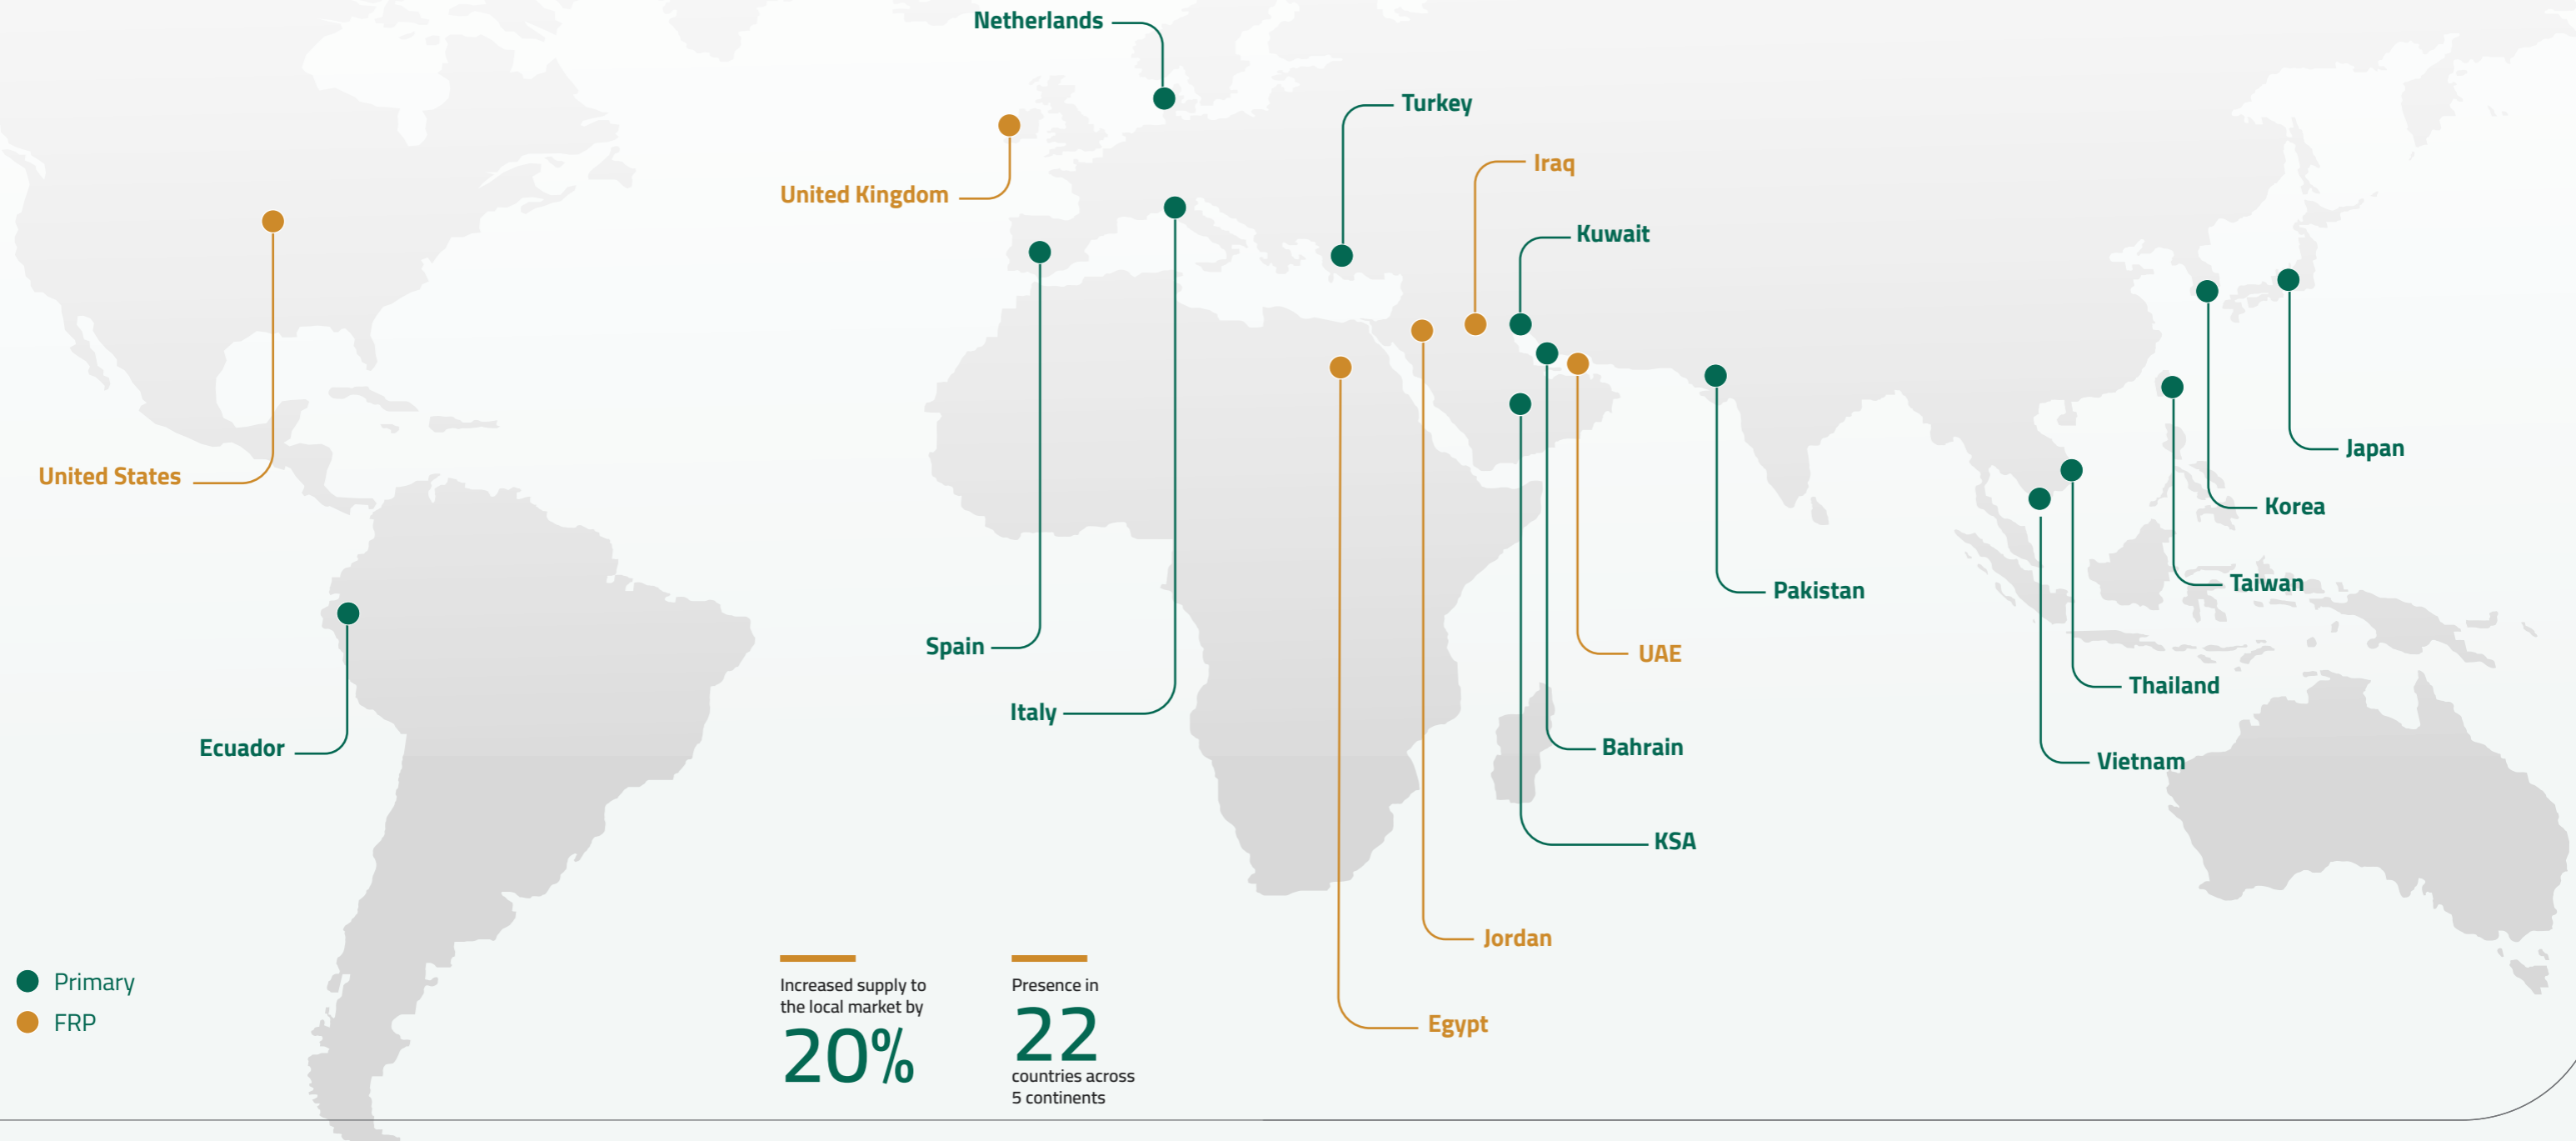 Netherlands
Turkey
Iraq
United Kingdom
Kuwait
Japan
United States
Korea
Taiwan
Pakistan
Spain
UAE
Thailand
Italy
Ecuador
Bahrain
Vietnam
KSA
Jordan
Egypt
Primary
FRP
Increased supply to
the local market by
20%
Presence in
22
countries across
5 continents